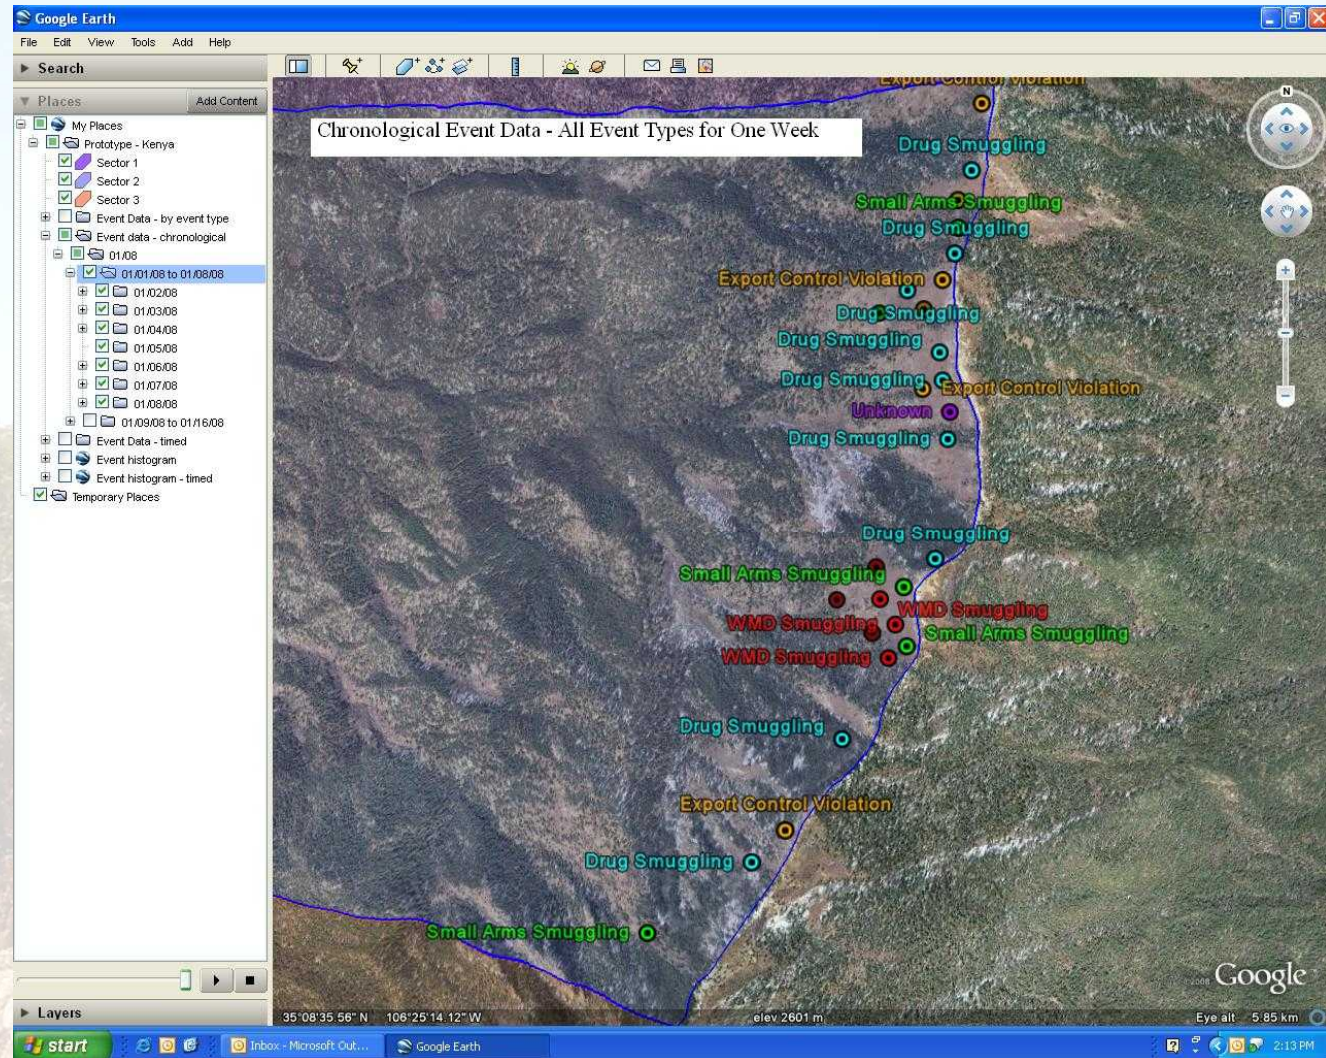 Google Earth
File Edit View Tools Add Help
Search
Places Add Content
My Places
Prototype - Kenya
Sector 1
Sector 2
Sector 3
Event Data - by event type
Event data - chronological
01/08
01/01/08 to 01/08/08
01/02/08
01/03/08
01/04/08
01/05/08
01/06/08
01/07/08
01/08/08
01/09/08 to 01/16/08
Event Data - timed
Event histogram
Event histogram - timed
Temporary Places
Layers
Export Control Violation
N
Chronological Event Data - All Event Types for One Week
Drug Smuggling
Small Arms Smuggling
Drug Smuggling
Export Control Violation
Drug Smuggling
Drug Smuggling
Drug Smuggling
Export Control Violation
Unknown
Drug Smuggling
Drug Smuggling
Small Arms Smuggling
WMD Smuggling
WMD Smuggling
Small Arms Smuggling
WMD Smuggling
Drug Smuggling
Export Control Violation
Drug Smuggling
Small Arms Smuggling
Google
35°08'35.56" N 106°25'14.12" W elev 2601 m Eye alt 5.85 km
start Inbox - Microsoft Out... Google Earth 2:13 PM